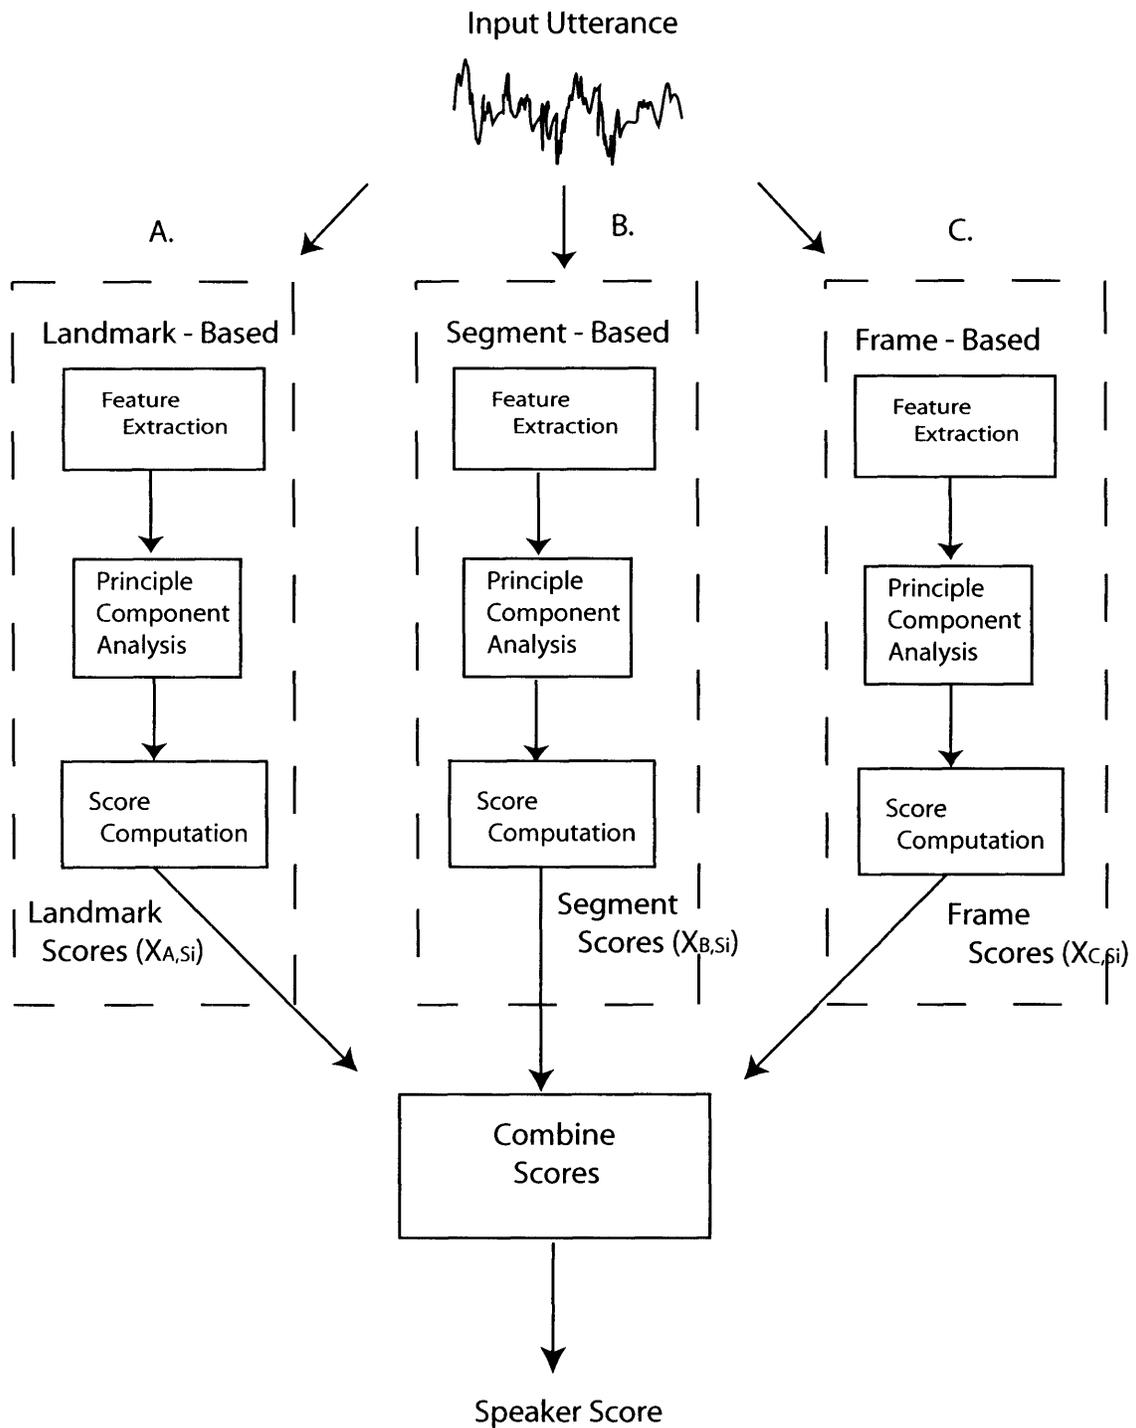 Input Utterance
A.
B.
C.
Landmark - Based
Feature
Extraction
Principle
Component
Analysis
Score
Computation
Landmark
Scores (XA,Si)
Segment - Based
Feature
Extraction
Principle
Component
Analysis
Score
Computation
Segment
Scores (XB,Si)
Frame - Based
Feature
Extraction
Principle
Component
Analysis
Score
Computation
Frame
Scores (XC,Si)
Combine
Scores
Speaker Score